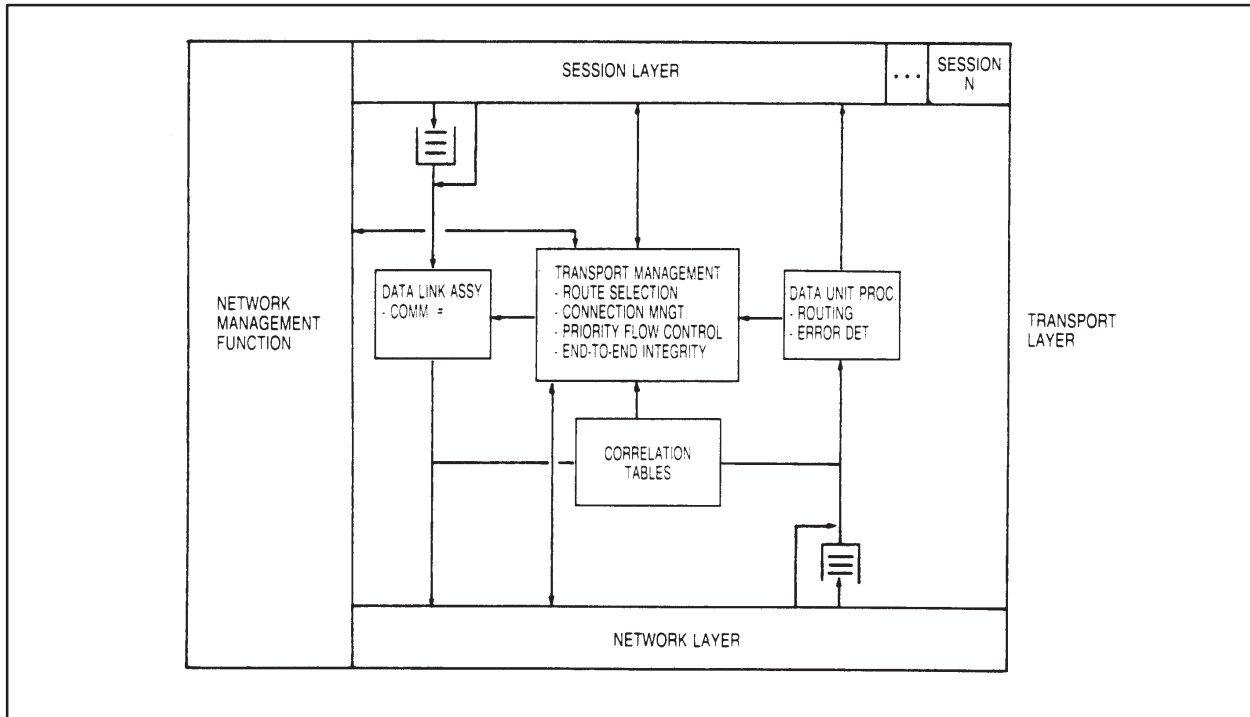 SESSION LAYER
...
SESSION
N
NETWORK
MANAGEMENT
FUNCTION
DATA LINK ASSY
- COMM =
TRANSPORT MANAGEMENT
- ROUTE SELECTION
- CONNECTION MNGT.
- PRIORITY FLOW CONTROL
- END-TO-END INTEGRITY
DATA UNIT PROC.
- ROUTING
- ERROR DET
TRANSPORT
LAYER
CORRELATION
TABLES
NETWORK LAYER